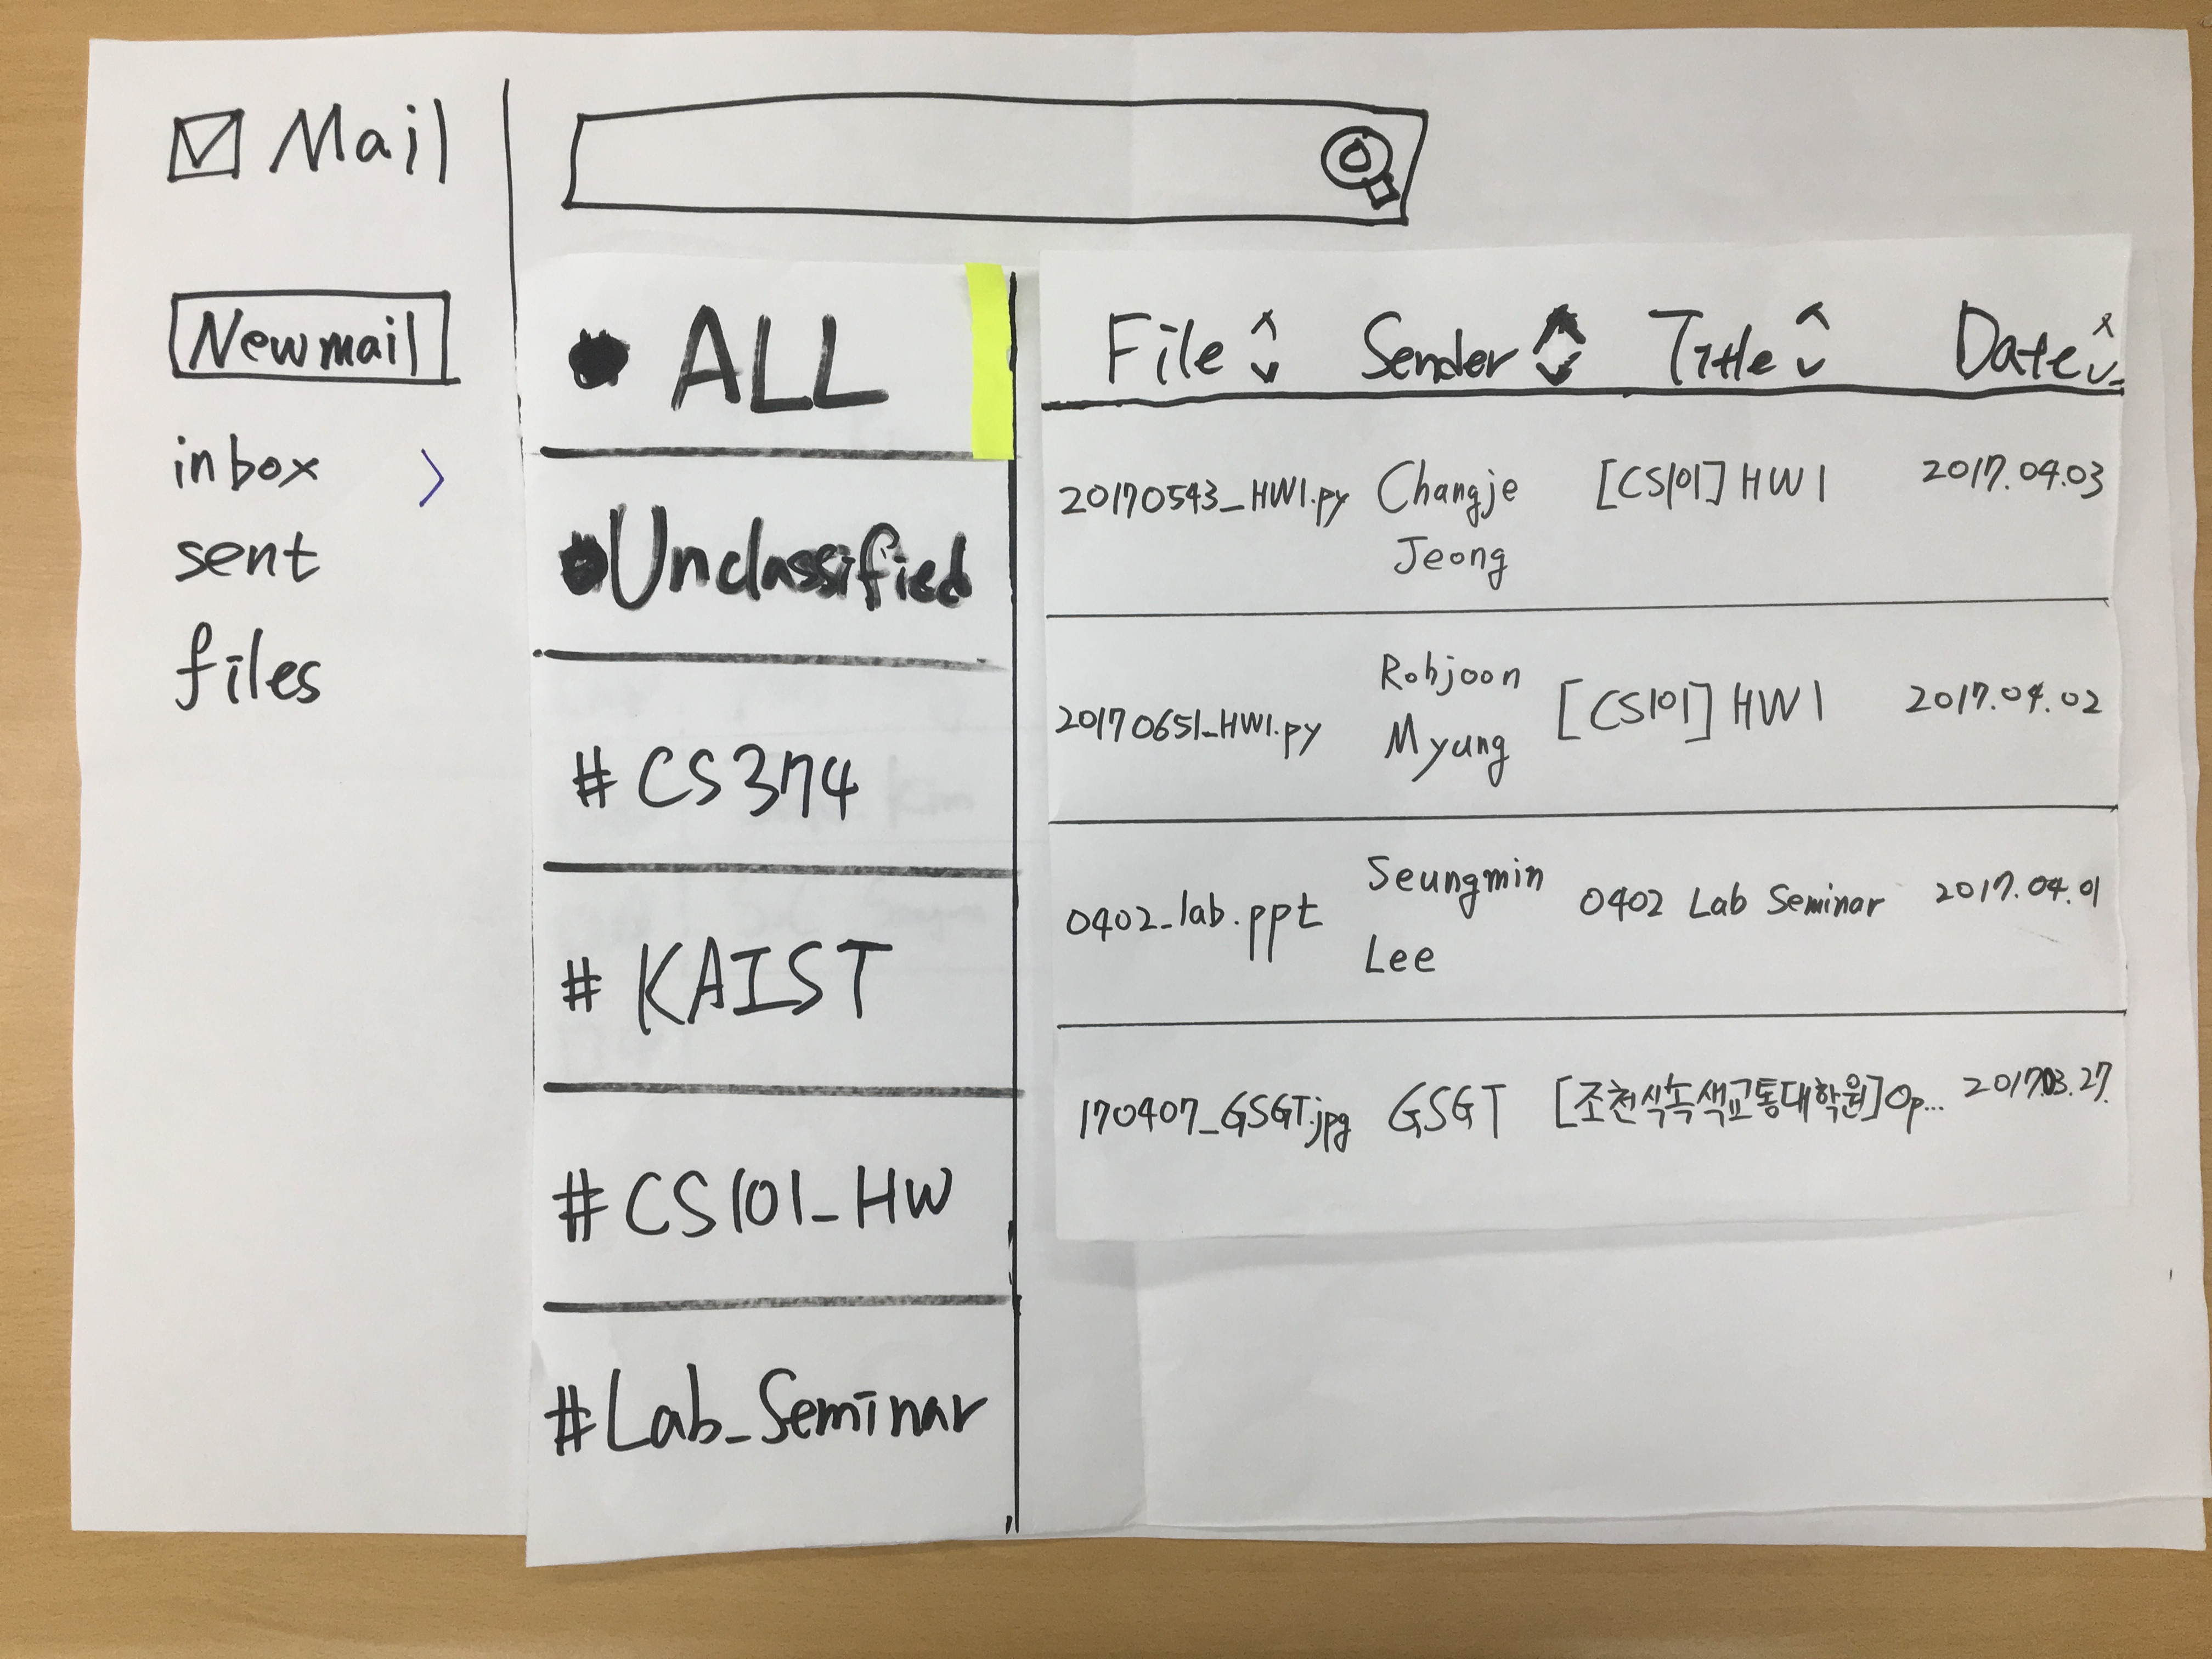 Mail
New mail
inbox >
sent
files
ALL
Unclassified
# CS374
# KAIST
# CS101_HW
#Lab_Seminar
File Sender Title Date
20170543_HW1.py Changje Jeong [CS101] HW1 2017.04.03
20170651_HW1.py Rohjoon Myung [CS101] HW1 2017.04.02
0402_lab.ppt Seungmin Lee 0402 Lab Seminar 2017.04.01
170407_GSGT.jpg GSGT [조천식녹색교통대학원]Op... 2017.03.27.